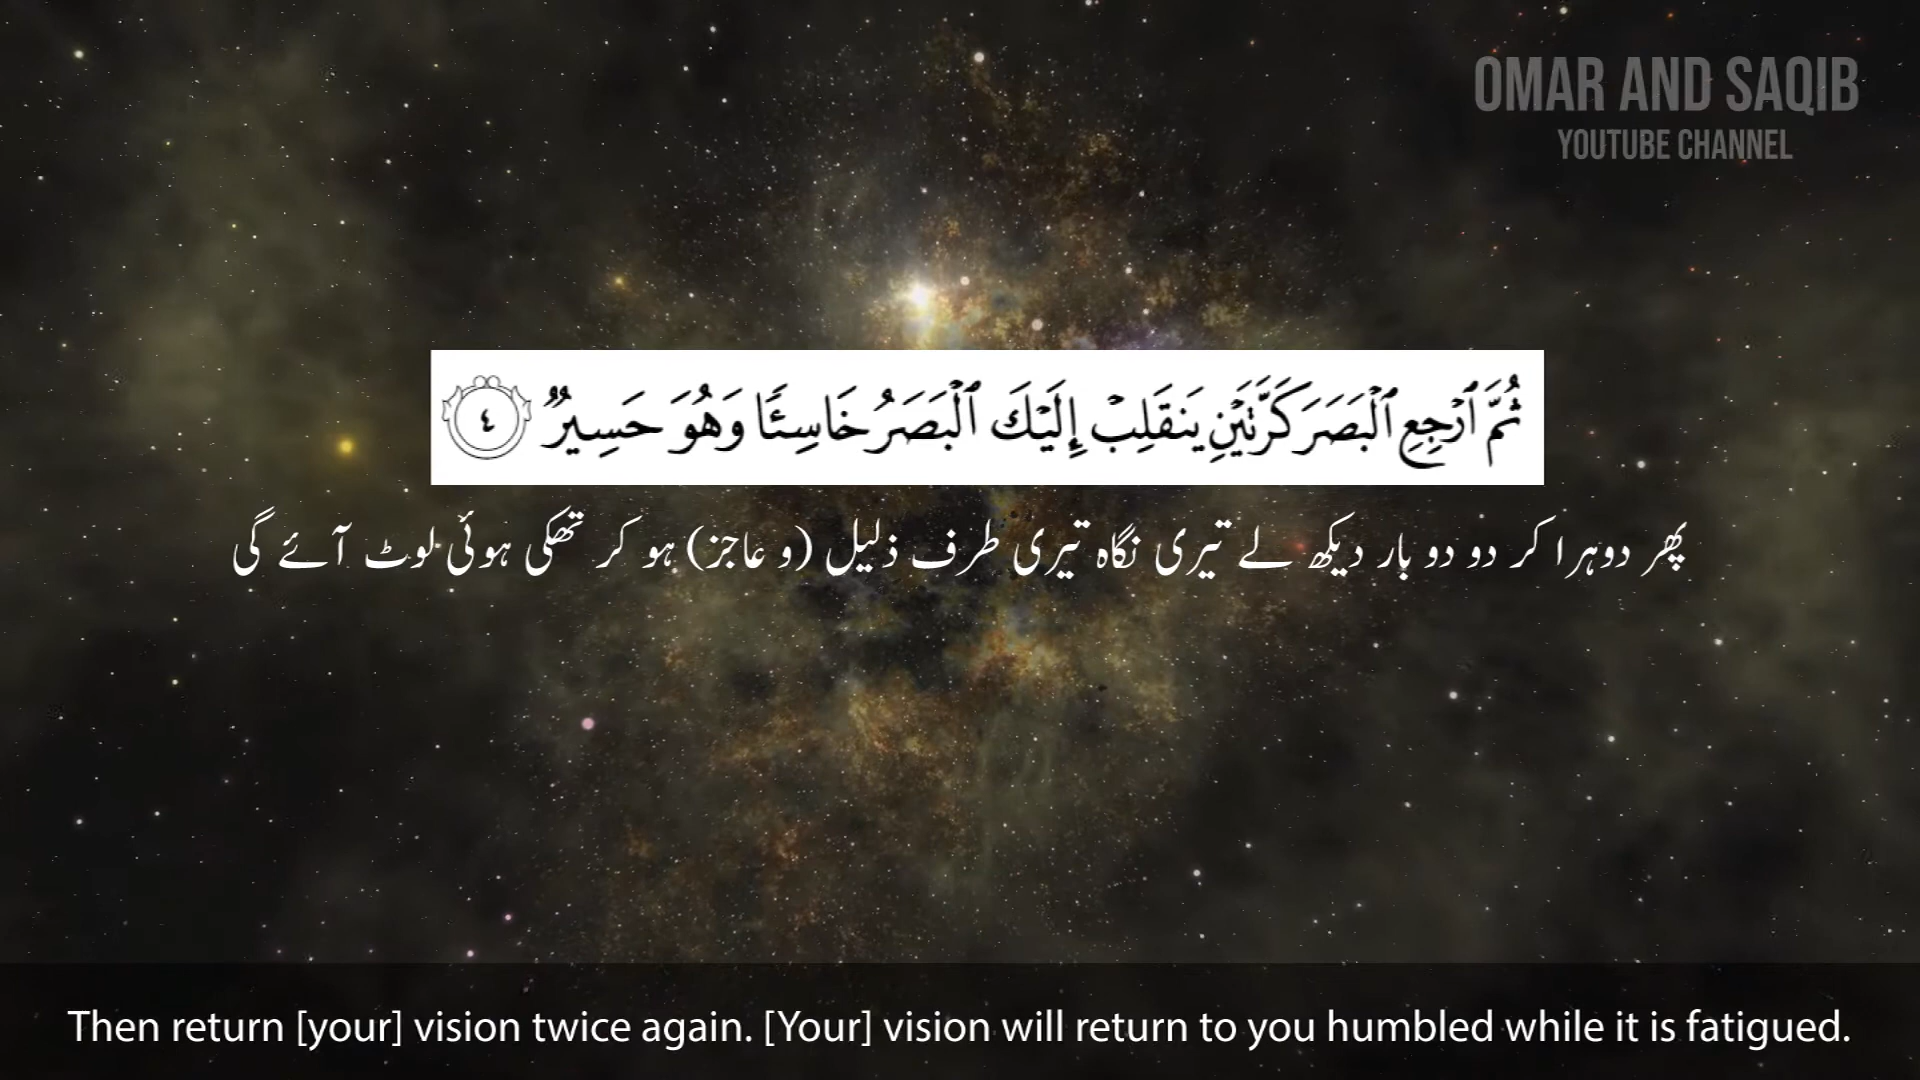 OMAR AND SAQIB
YOUTUBE CHANNEL
ثُمَّ ٱرْجِعِ ٱلْبَصَرَ كَرَّتَيْنِ يَنقَلِبْ إِلَيْكَ ٱلْبَصَرُ خَاسِئًا وَهُوَ حَسِيرٌ ٤
پھر دوہرا کر دو دو بار دیکھ لے تیری نگاہ تیری طرف ذلیل (و عاجز) ہو کر تھکی ہوئی لوٹ آئے گی
Then return [your] vision twice again. [Your] vision will return to you humbled while it is fatigued.